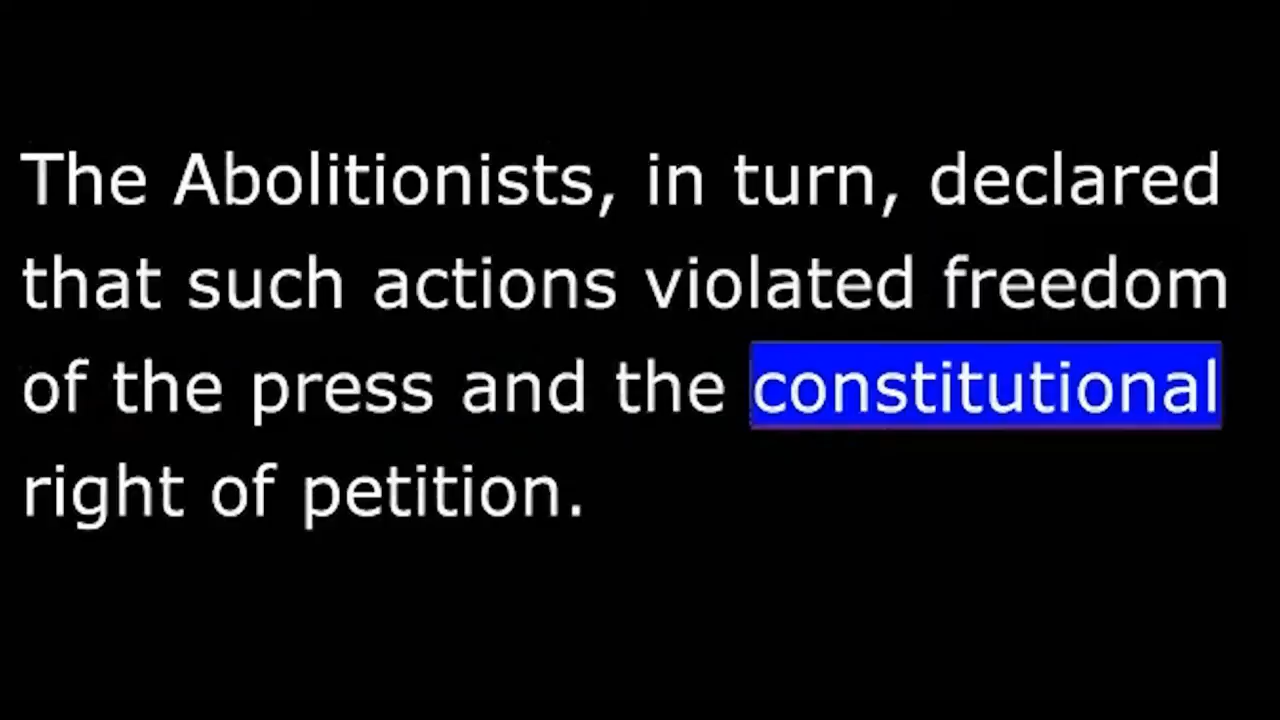 The Abolitionists, in turn, declared
that such actions violated freedom
of the press and the constitutional
right of petition.